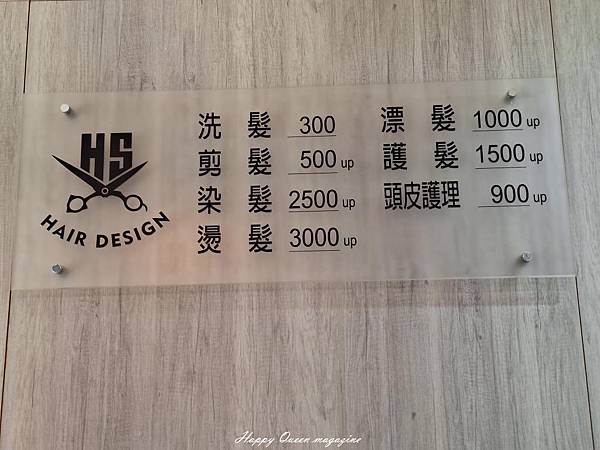 HS
HAIR DESIGN
洗 髮 300
剪 髮 500 up
染 髮 2500 up
燙 髮 3000 up
漂 髮 1000 up
護 髮 1500 up
頭皮護理 900 up
Happy Queen magazine